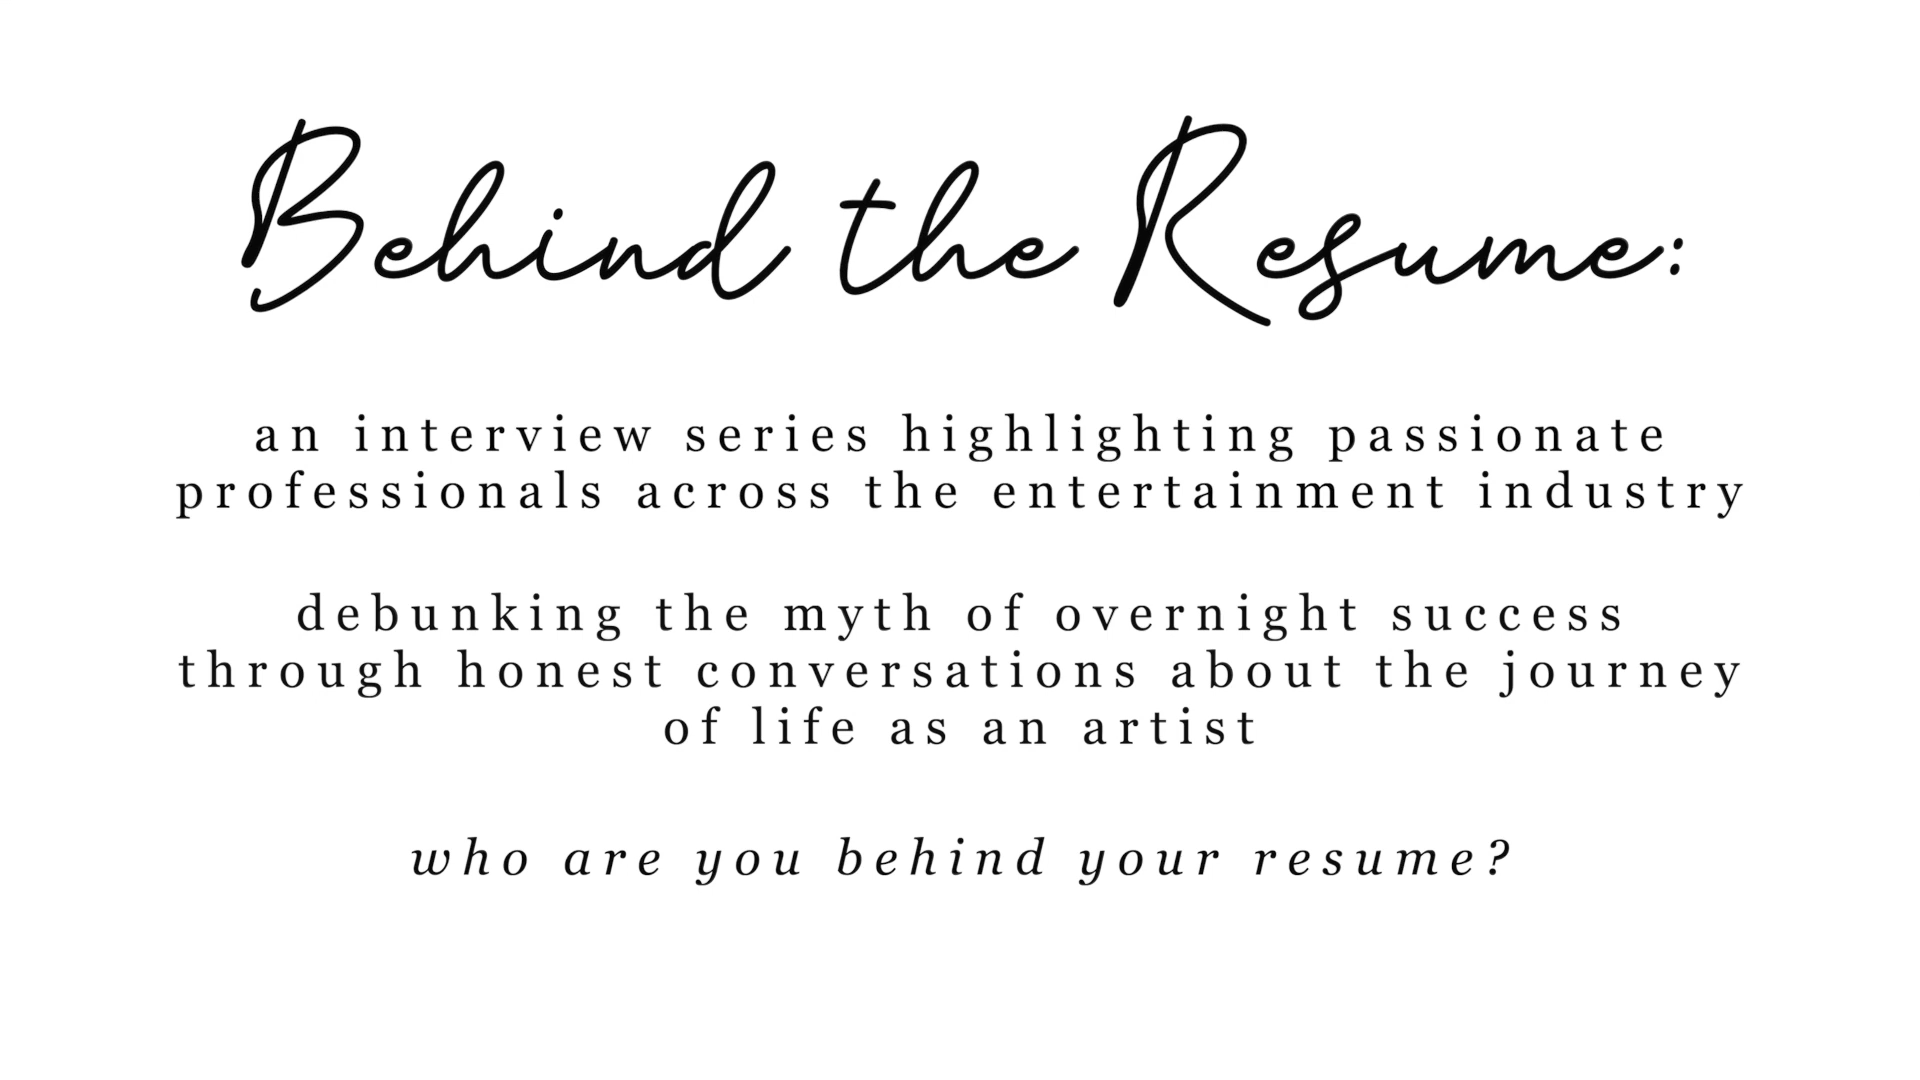 Behind the Resume:
an interview series highlighting passionate
professionals across the entertainment industry
debunking the myth of overnight success
through honest conversations about the journey
of life as an artist
who are you behind your resume?